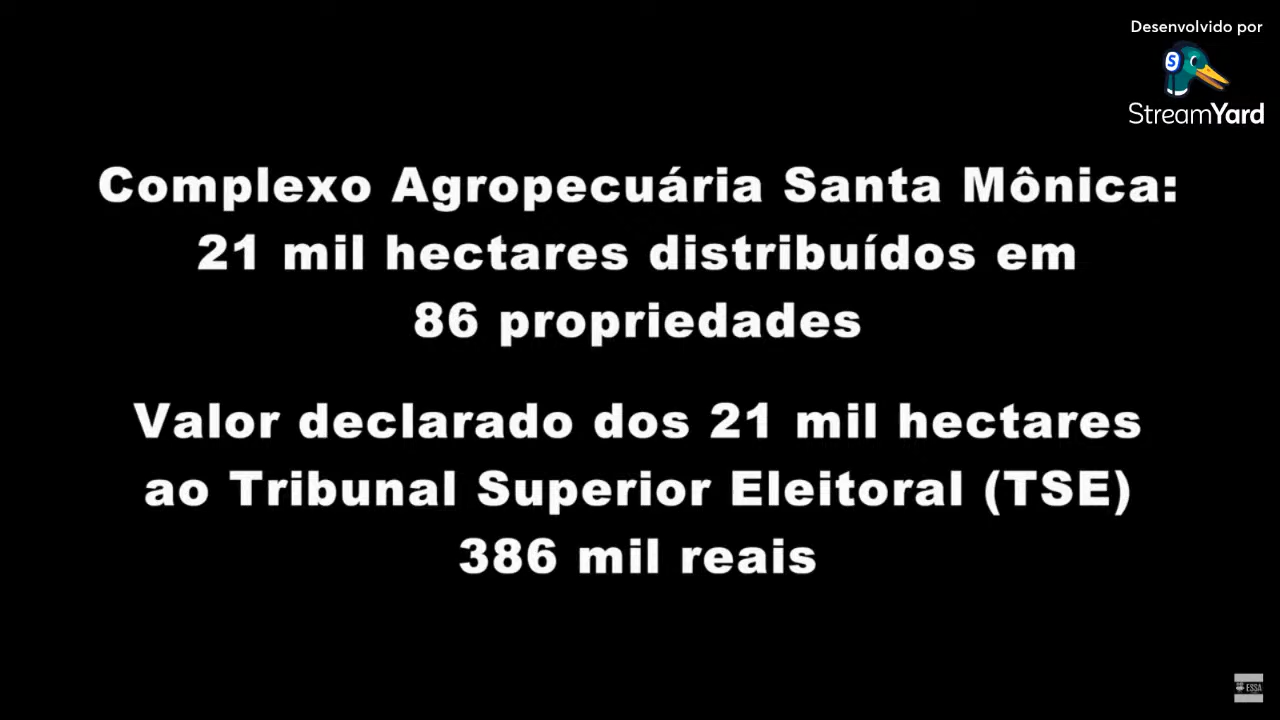 Desenvolvido por
StreamYard
Complexo Agropecuária Santa Mônica:
21 mil hectares distribuídos em
86 propriedades
Valor declarado dos 21 mil hectares
ao Tribunal Superior Eleitoral (TSE)
386 mil reais
ESSA